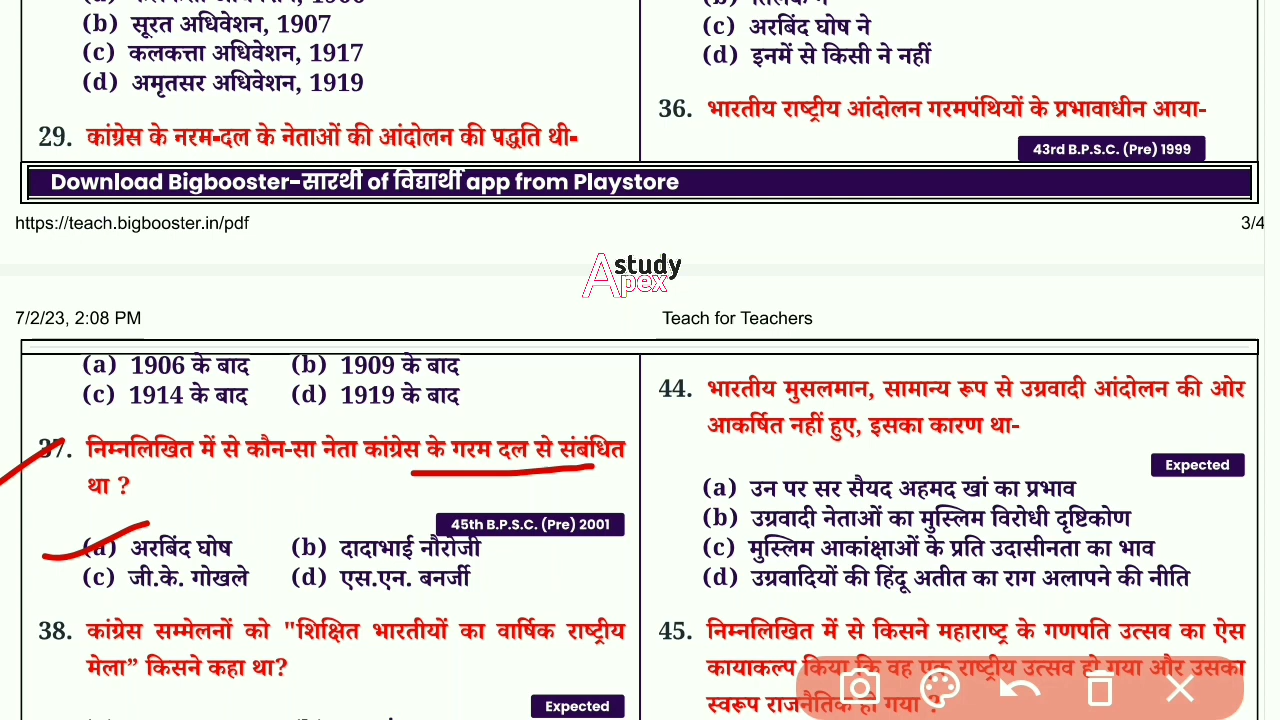 (b) सूरत अधिवेशन, 1907
(c) कलकत्ता अधिवेशन, 1917
(d) अमृतसर अधिवेशन, 1919
29. कांग्रेस के नरम-दल के नेताओं की आंदोलन की पद्धति थी-
(c) अरबिंद घोष ने
(d) इनमें से किसी ने नहीं
36. भारतीय राष्ट्रीय आंदोलन गरमपंथियों के प्रभावाधीन आया-
43rd B.P.S.C. (Pre) 1999
Download Bigbooster-सारथी of विद्यार्थी app from Playstore
https://teach.bigbooster.in/pdf
3/4
study
Apex
7/2/23, 2:08 PM
Teach for Teachers
(a) 1906 के बाद (b) 1909 के बाद
(c) 1914 के बाद (d) 1919 के बाद
37. निम्नलिखित में से कौन-सा नेता कांग्रेस के गरम दल से संबंधित
था ?
45th B.P.S.C. (Pre) 2001
(a) अरबिंद घोष (b) दादाभाई नौरोजी
(c) जी.के. गोखले (d) एस.एन. बनर्जी
38. कांग्रेस सम्मेलनों को "शिक्षित भारतीयों का वार्षिक राष्ट्रीय
मेला” किसने कहा था?
Expected
44. भारतीय मुसलमान, सामान्य रूप से उग्रवादी आंदोलन की ओर
आकर्षित नहीं हुए, इसका कारण था-
Expected
(a) उन पर सर सैयद अहमद खां का प्रभाव
(b) उग्रवादी नेताओं का मुस्लिम विरोधी दृष्टिकोण
(c) मुस्लिम आकांक्षाओं के प्रति उदासीनता का भाव
(d) उग्रवादियों की हिंदू अतीत का राग अलापने की नीति
45. निम्नलिखित में से किसने महाराष्ट्र के गणपति उत्सव का ऐस
कायाकल्प किया कि वह एक राष्ट्रीय उत्सव हो गया और उसका
स्वरूप राजनैतिक हो गया ?